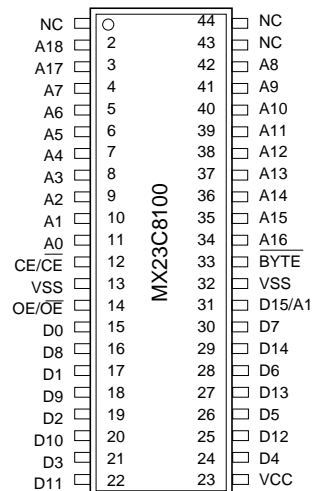 NC 44 NC
A18 2 43 NC
A17 3 42 A8
A7 4 41 A9
A6 5 40 A10
A5 6 39 A11
A4 7 38 A12
A3 8 37 A13
A2 9 36 A14
A1 10 35 A15
A0 11 34 A16
CE/C̅E̅ 12 33 B̅Y̅T̅E̅
VSS 13 32 VSS
OE/O̅E̅ 14 31 D15/A1
D0 15 30 D7
D8 16 29 D14
D1 17 28 D6
D9 18 27 D13
D2 19 26 D5
D10 20 25 D12
D3 21 24 D4
D11 22 23 VCC
MX23C8100